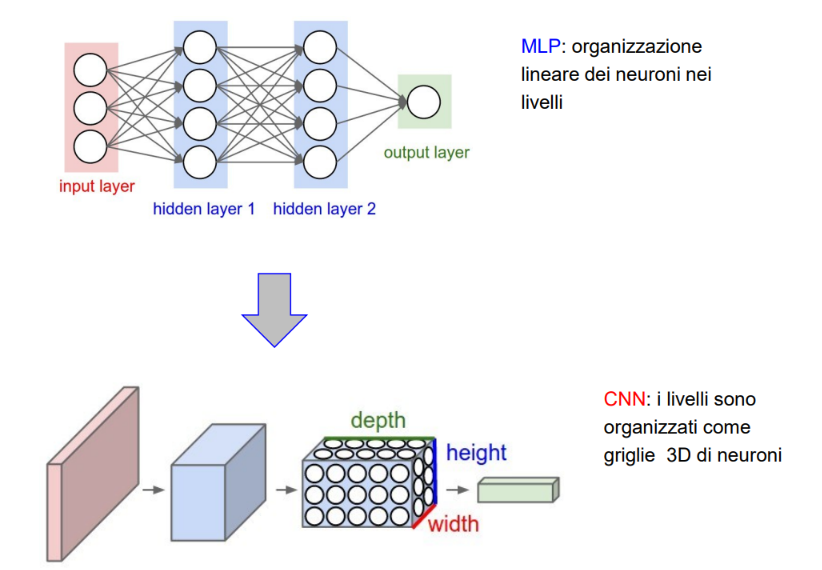 MLP: organizzazione
lineare dei neuroni nei
livelli
input layer
hidden layer 1
hidden layer 2
output layer
CNN: i livelli sono
organizzati come
griglie  3D di neuroni
depth
height
width